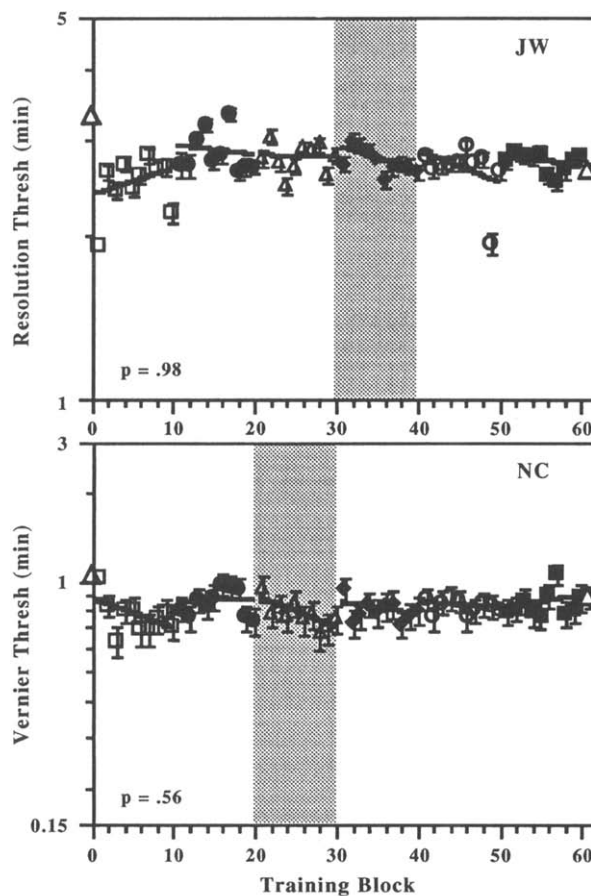 5
JW
Resolution Thresh (min)
p = .98
1
0 10 20 30 40 50 60
3
NC
1
Vernier Thresh (min)
p = .56
0.15
0 10 20 30 40 50 60
Training Block